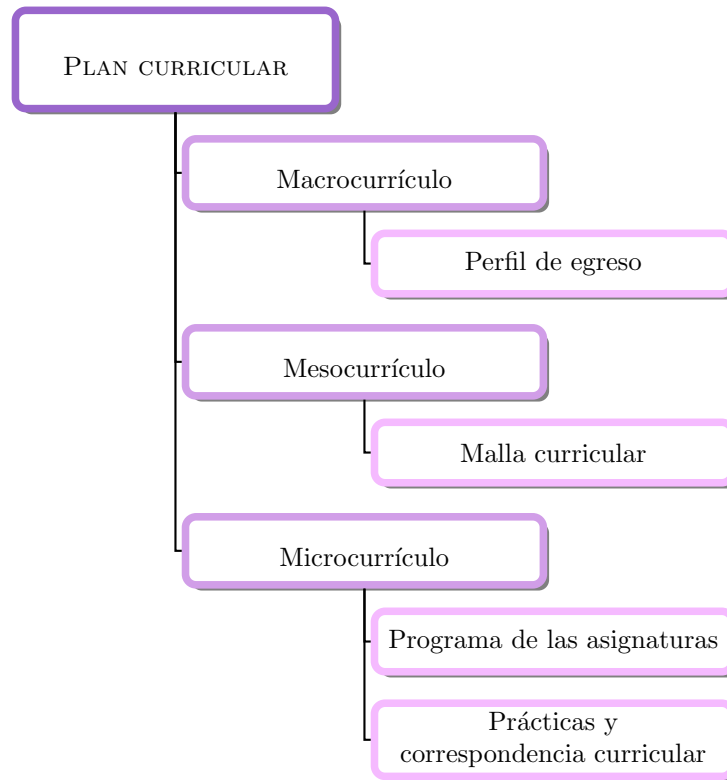 Plan curricular
Macrocurrículo
Perfil de egreso
Mesocurrículo
Malla curricular
Microcurrículo
Programa de las asignaturas
Prácticas y
correspondencia curricular